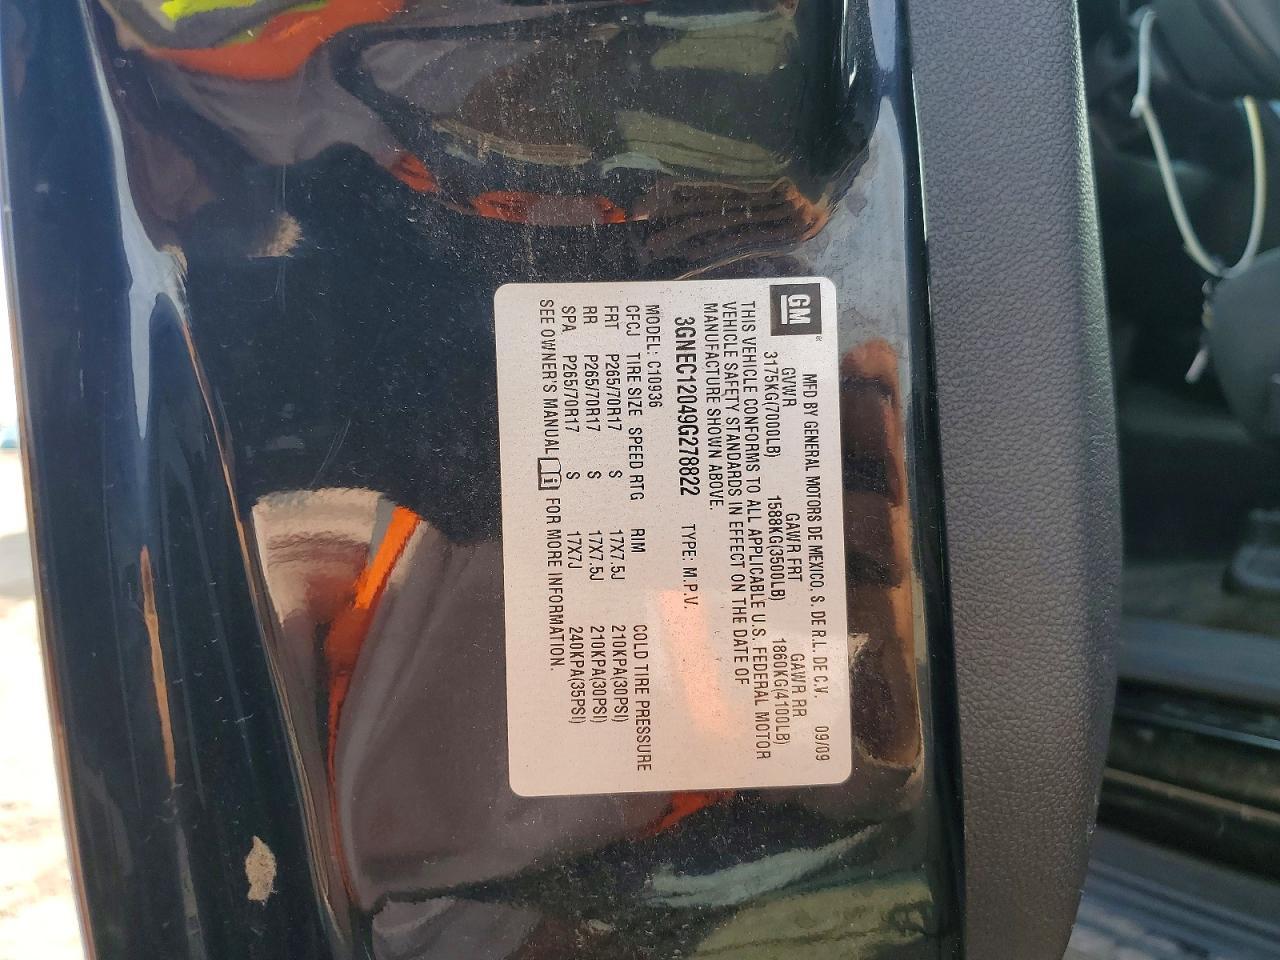 GM
MFD BY GENERAL MOTORS DE MEXICO, S. DE R.L. DE C.V. 09/09
GVWR GAWR FRT GAWR RR
3175KG(7000LB) 1588KG(3500LB) 1860KG(4100LB)
THIS VEHICLE CONFORMS TO ALL APPLICABLE U.S. FEDERAL MOTOR
VEHICLE SAFETY STANDARDS IN EFFECT ON THE DATE OF
MANUFACTURE SHOWN ABOVE.
3GNEC12049G278822 TYPE: M.P.V.
MODEL: C10936
CFCJ TIRE SIZE SPEED RTG RIM COLD TIRE PRESSURE
FRT P265/70R17 S 17X7.5J 210KPA(30PSI)
RR P265/70R17 S 17X7.5J 210KPA(30PSI)
SPA P265/70R17 S 17X7J 240KPA(35PSI)
SEE OWNER'S MANUAL i FOR MORE INFORMATION.